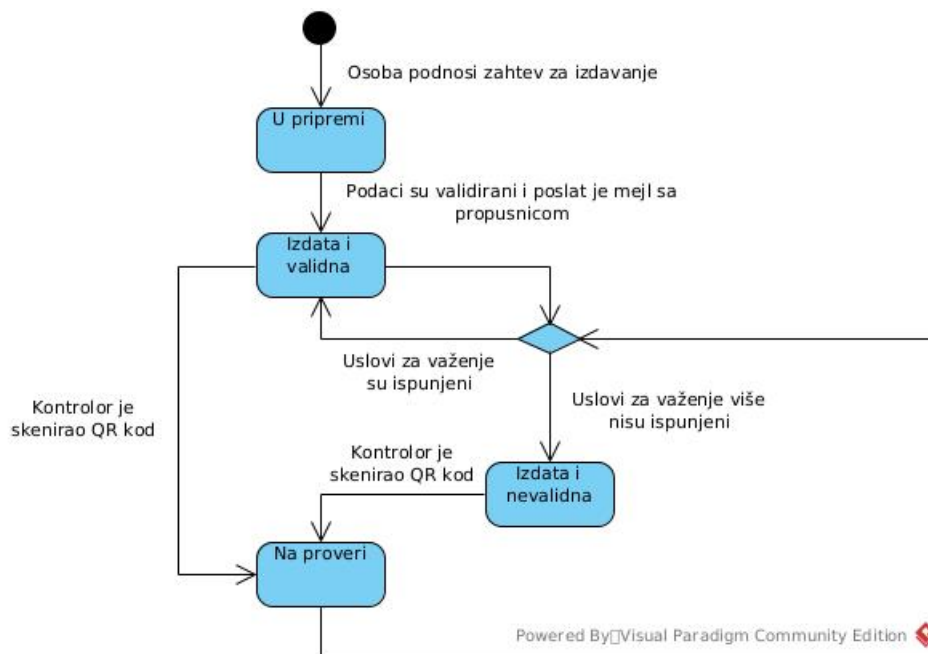 Osoba podnosi zahtev za izdavanje
U pripremi
Podaci su validirani i poslat je mejl sa
propusnicom
Izdata i
validna
Uslovi za važenje
su ispunjeni
Uslovi za važenje više
nisu ispunjeni
Kontrolor je
skenirao QR kod
Kontrolor je
skenirao QR kod
Izdata i
nevalidna
Na proveri
Powered By▯Visual Paradigm Community Edition